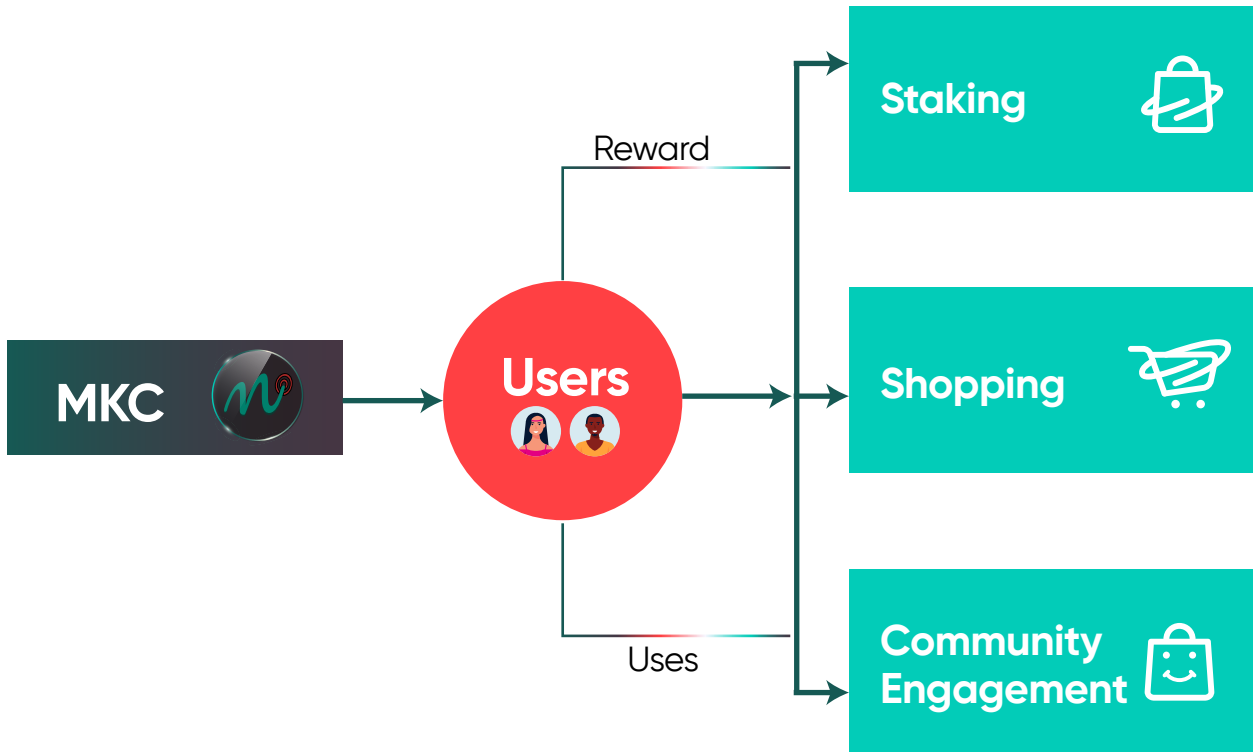 MKC
Users
Reward
Uses
Staking
Shopping
Community
Engagement